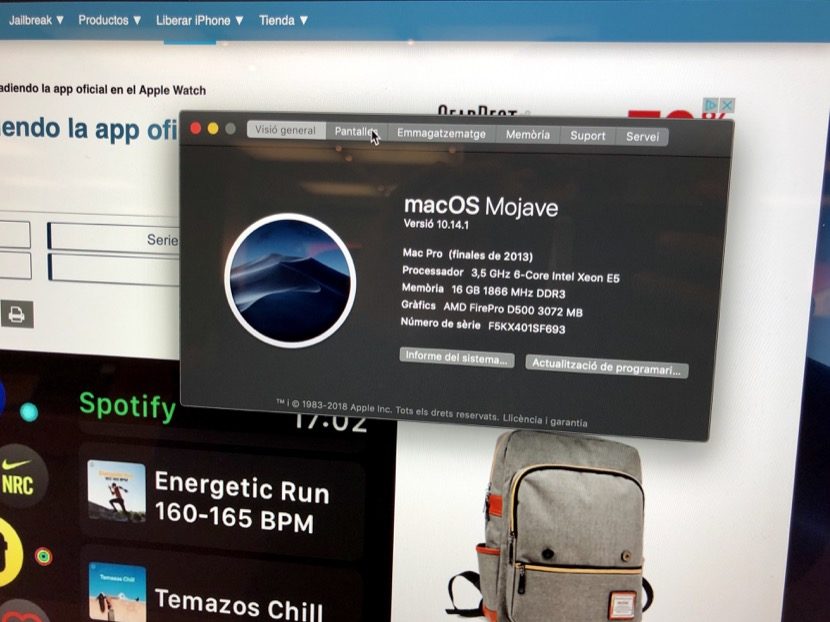 Jailbreak ▼ Productos ▼ Liberar iPhone ▼ Tienda ▼
adiendo la app oficial en el Apple Watch
endo la app ofi
Visió general Pantalles Emmagatzematge Memòria Suport Servei
macOS Mojave
Versió 10.14.1
Mac Pro (finales de 2013)
Processador 3,5 GHz 6-Core Intel Xeon E5
Memòria 16 GB 1866 MHz DDR3
Gràfics AMD FirePro D500 3072 MB
Número de sèrie F5KX401SF693
Informe del sistema... Actualització de programari...
™ i © 1983-2018 Apple Inc. Tots els drets reservats. Llicència i garantia
Serie
Spotify
17:02
NRC
Energetic Run
160-165 BPM
Temazos Chill
Temazos Chill